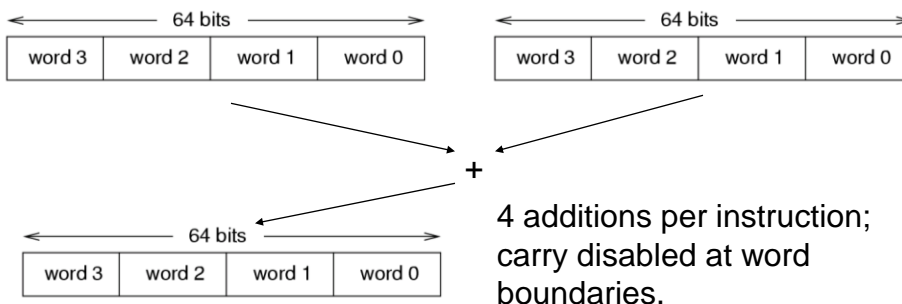 64 bits
64 bits
word 3 word 2 word 1 word 0
word 3 word 2 word 1 word 0
+
4 additions per instruction;
64 bits
carry disabled at word
word 3 word 2 word 1 word 0
boundaries.